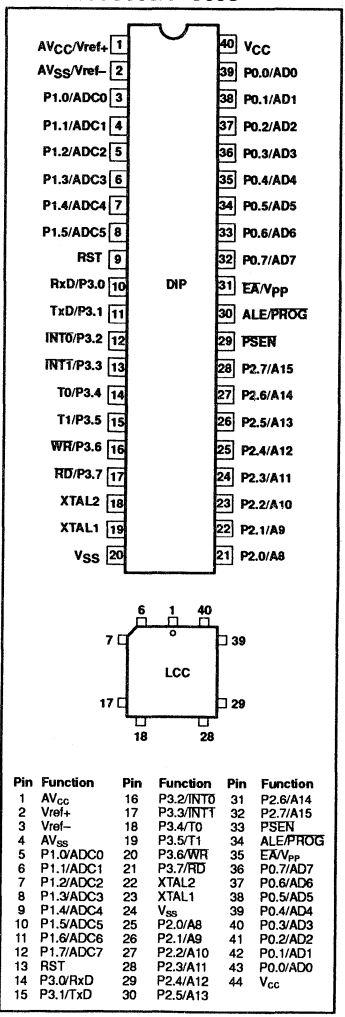 AVCC/Vref+ 1 40 VCC
AVSS/Vref– 2 39 P0.0/AD0
P1.0/ADC0 3 38 P0.1/AD1
P1.1/ADC1 4 37 P0.2/AD2
P1.2/ADC2 5 36 P0.3/AD3
P1.3/ADC3 6 35 P0.4/AD4
P1.4/ADC4 7 34 P0.5/AD5
P1.5/ADC5 8 33 P0.6/AD6
RST 9 32 P0.7/AD7
RxD/P3.0 10 DIP 31 EA/VPP
TxD/P3.1 11 30 ALE/PROG
INT0/P3.2 12 29 PSEN
INT1/P3.3 13 28 P2.7/A15
T0/P3.4 14 27 P2.6/A14
T1/P3.5 15 26 P2.5/A13
WR/P3.6 16 25 P2.4/A12
RD/P3.7 17 24 P2.3/A11
XTAL2 18 23 P2.2/A10
XTAL1 19 22 P2.1/A9
VSS 20 21 P2.0/A8
6 1 40
7 39
LCC
17 29
18 28
Pin Function Pin Function Pin Function
1 AVCC 16 P3.2/INT0 31 P2.6/A14
2 Vref+ 17 P3.3/INT1 32 P2.7/A15
3 Vref– 18 P3.4/T0 33 PSEN
4 AVSS 19 P3.5/T1 34 ALE/PROG
5 P1.0/ADC0 20 P3.6/WR 35 EA/VPP
6 P1.1/ADC1 21 P3.7/RD 36 P0.7/AD7
7 P1.2/ADC2 22 XTAL2 37 P0.6/AD6
8 P1.3/ADC3 23 XTAL1 38 P0.5/AD5
9 P1.4/ADC4 24 VSS 39 P0.4/AD4
10 P1.5/ADC5 25 P2.0/A8 40 P0.3/AD3
11 P1.6/ADC6 26 P2.1/A9 41 P0.2/AD2
12 P1.7/ADC7 27 P2.2/A10 42 P0.1/AD1
13 RST 28 P2.3/A11 43 P0.0/AD0
14 P3.0/RxD 29 P2.4/A12 44 VCC
15 P3.1/TxD 30 P2.5/A13